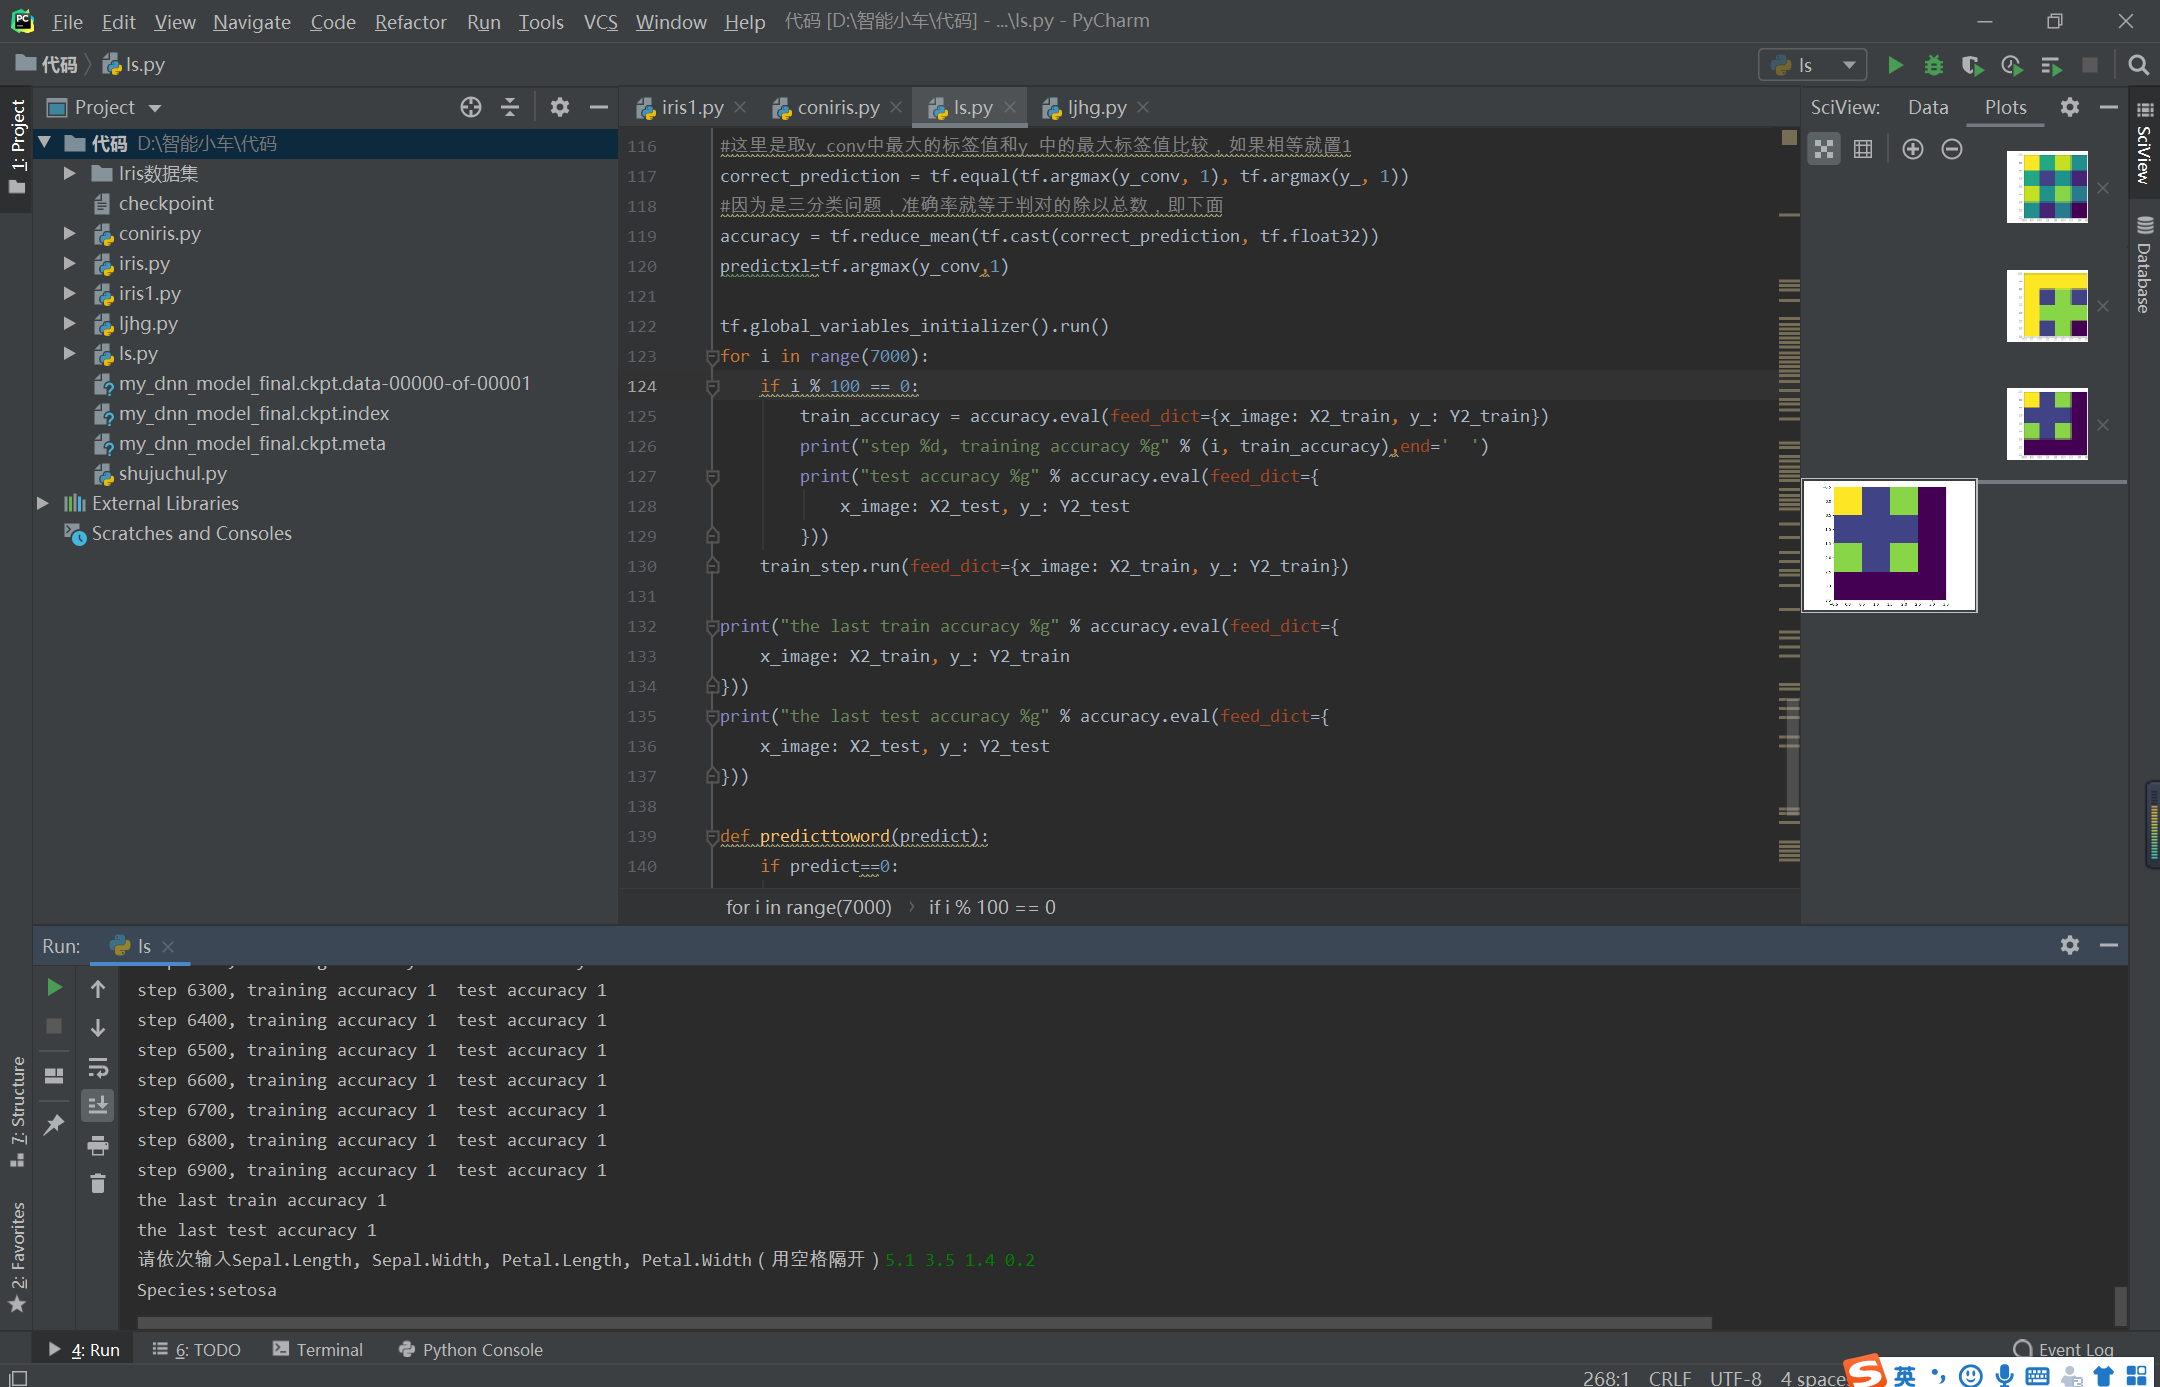 File Edit View Navigate Code Refactor Run Tools VCS Window Help 代码 [D:\智能小车\代码] - ...\ls.py - PyCharm
代码 ls.py
ls
1: Project
Project
iris1.py
coniris.py
ls.py
ljhg.py
SciView: Data Plots
SciView
Database
代码 D:\智能小车\代码
Iris数据集
checkpoint
coniris.py
iris.py
iris1.py
ljhg.py
ls.py
my_dnn_model_final.ckpt.data-00000-of-00001
my_dnn_model_final.ckpt.index
my_dnn_model_final.ckpt.meta
shujuchul.py
External Libraries
Scratches and Consoles
116 #这里是取y_conv中最大的标签值和y_中的最大标签值比较，如果相等就置1
117 correct_prediction = tf.equal(tf.argmax(y_conv, 1), tf.argmax(y_, 1))
118 #因为是三分类问题，准确率就等于判对的除以总数，即下面
119 accuracy = tf.reduce_mean(tf.cast(correct_prediction, tf.float32))
120 predictxl=tf.argmax(y_conv,1)
121
122 tf.global_variables_initializer().run()
123 for i in range(7000):
124     if i % 100 == 0:
125         train_accuracy = accuracy.eval(feed_dict={x_image: X2_train, y_: Y2_train})
126         print("step %d, training accuracy %g" % (i, train_accuracy),end='  ')
127         print("test accuracy %g" % accuracy.eval(feed_dict={
128             x_image: X2_test, y_: Y2_test
129         }))
130     train_step.run(feed_dict={x_image: X2_train, y_: Y2_train})
131
132 print("the last train accuracy %g" % accuracy.eval(feed_dict={
133     x_image: X2_train, y_: Y2_train
134 }))
135 print("the last test accuracy %g" % accuracy.eval(feed_dict={
136     x_image: X2_test, y_: Y2_test
137 }))
138
139 def predicttoword(predict):
140     if predict==0:
for i in range(7000) › if i % 100 == 0
Run: ls
step 6300, training accuracy 1  test accuracy 1
step 6400, training accuracy 1  test accuracy 1
step 6500, training accuracy 1  test accuracy 1
step 6600, training accuracy 1  test accuracy 1
step 6700, training accuracy 1  test accuracy 1
step 6800, training accuracy 1  test accuracy 1
step 6900, training accuracy 1  test accuracy 1
the last train accuracy 1
the last test accuracy 1
请依次输入Sepal.Length, Sepal.Width, Petal.Length, Petal.Width（用空格隔开）5.1 3.5 1.4 0.2
Species:setosa
7: Structure
2: Favorites
4: Run 6: TODO Terminal Python Console Event Log
268:1 CRLF UTF-8 4 spaces
英